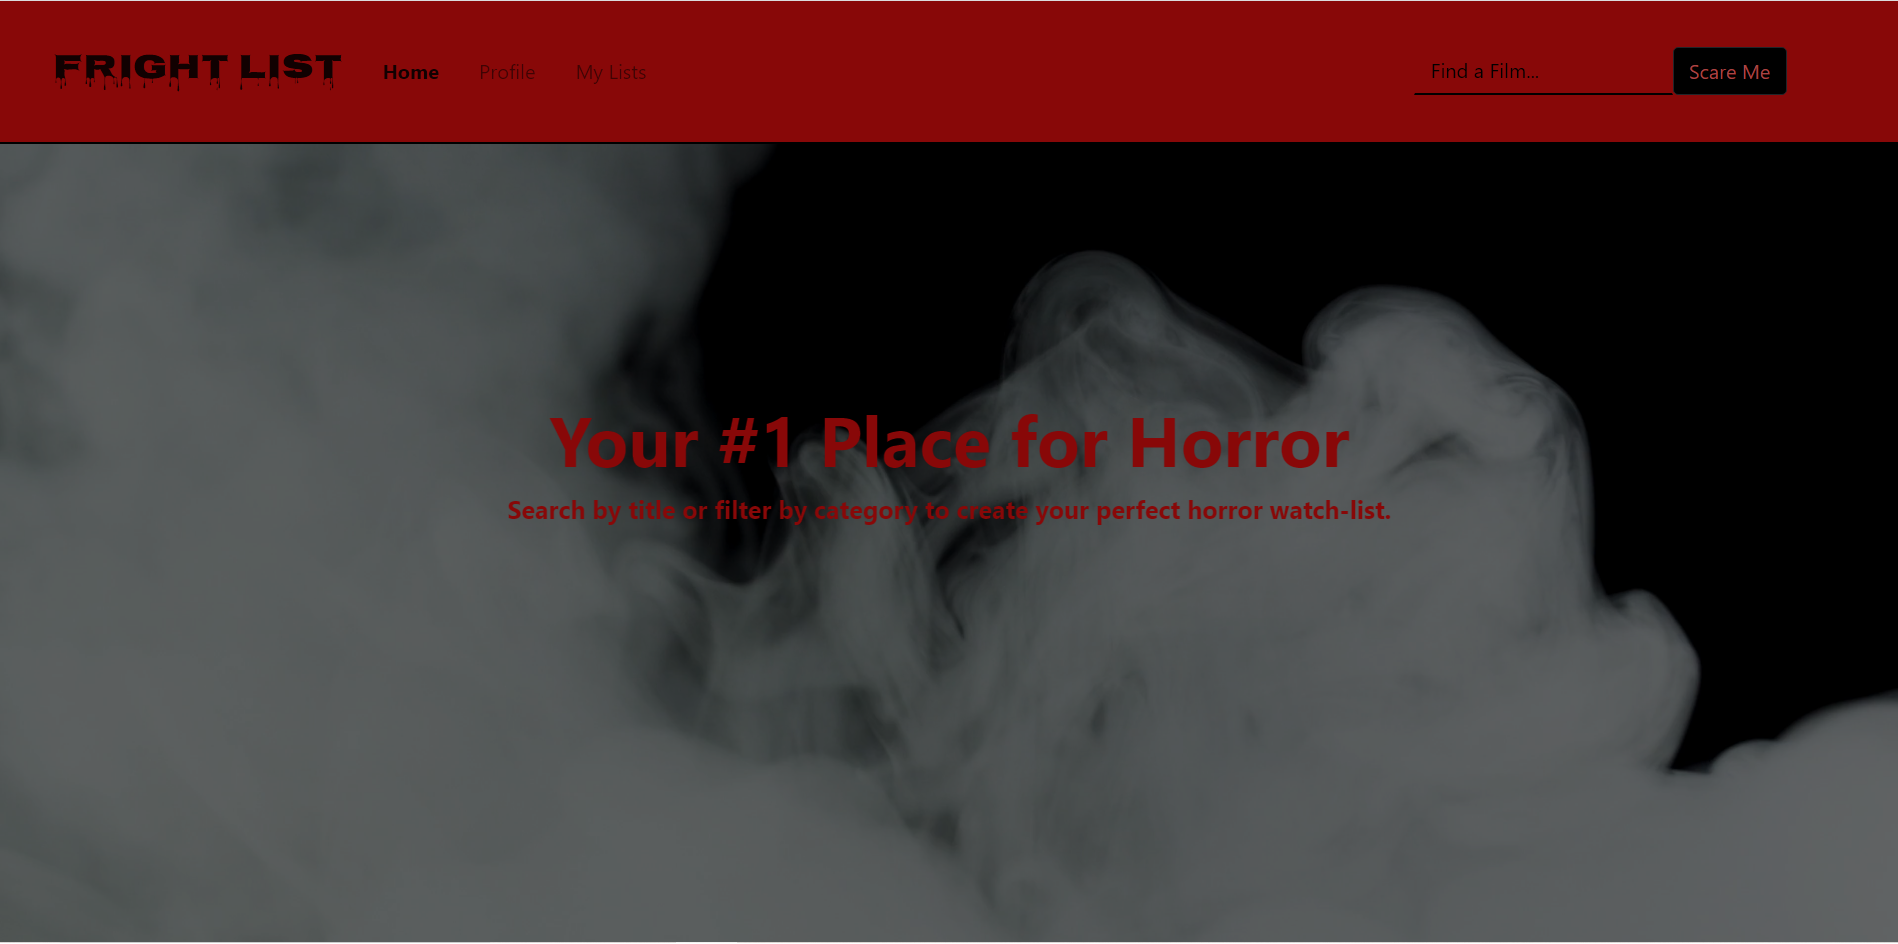 FRIGHT LIST
Home
Profile
My Lists
Find a Film...
Scare Me
Your #1 Place for Horror
Search by title or filter by category to create your perfect horror watch-list.